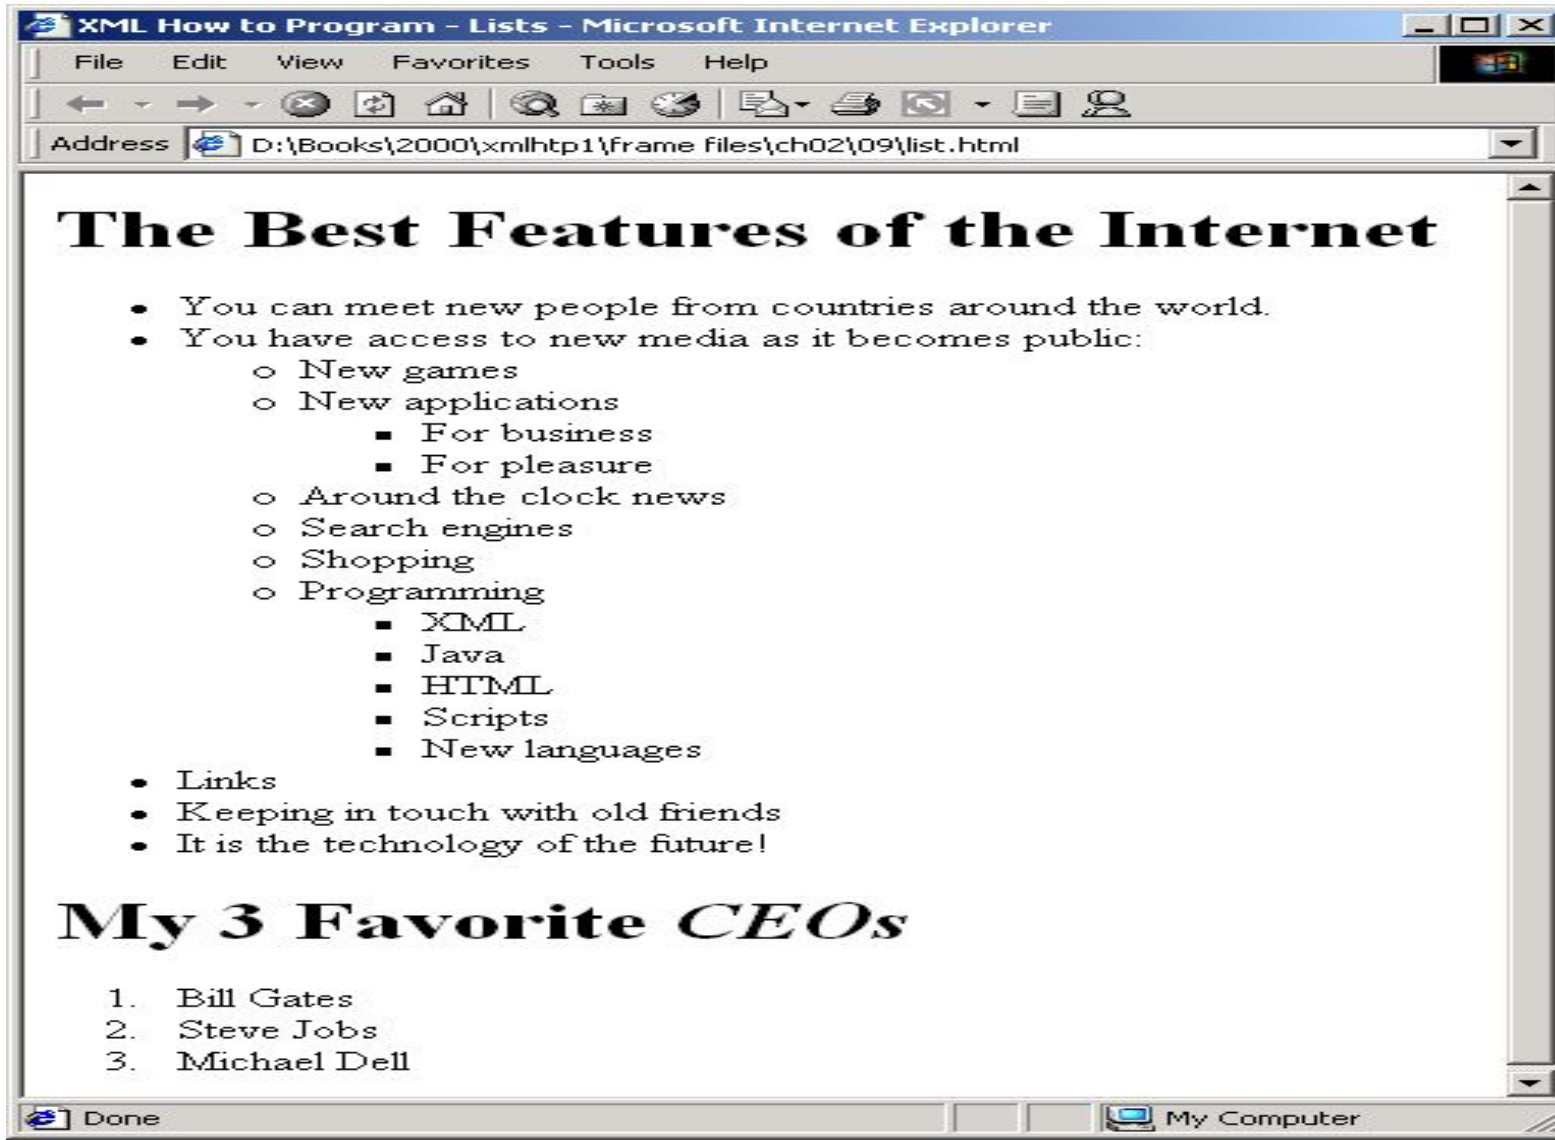 XML How to Program - Lists - Microsoft Internet Explorer
File Edit View Favorites Tools Help
Address D:\Books\2000\xmlhtp1\frame files\ch02\09\list.html
The Best Features of the Internet
• You can meet new people from countries around the world.
• You have access to new media as it becomes public:
o New games
o New applications
▪ For business
▪ For pleasure
o Around the clock news
o Search engines
o Shopping
o Programming
▪ XML
▪ Java
▪ HTML
▪ Scripts
▪ New languages
• Links
• Keeping in touch with old friends
• It is the technology of the future!
My 3 Favorite CEOs
1. Bill Gates
2. Steve Jobs
3. Michael Dell
Done My Computer